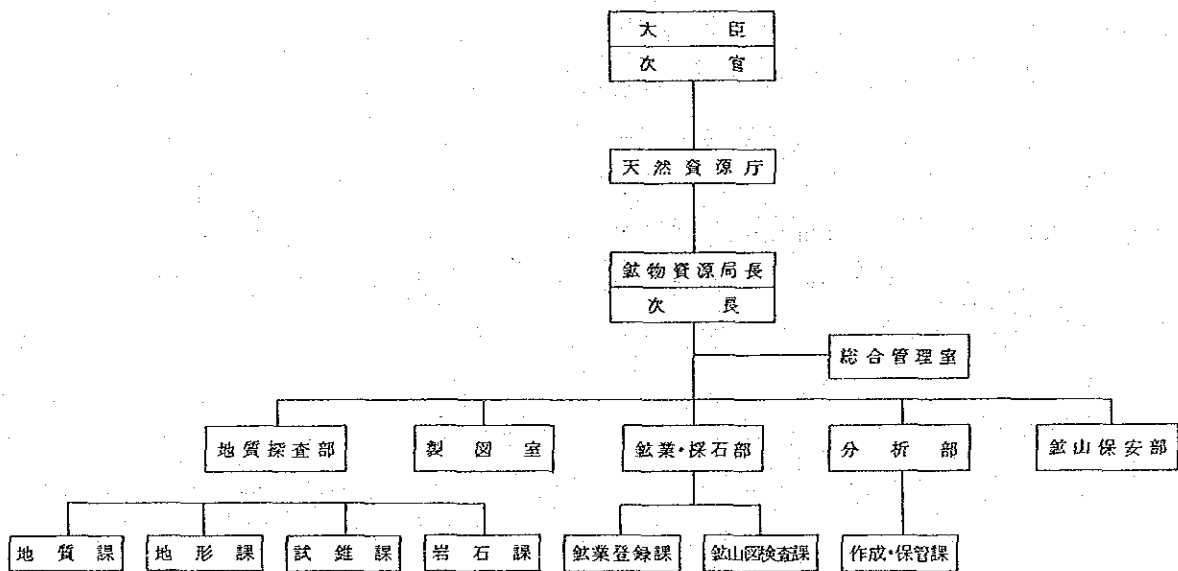 大臣
次官
天然資源庁
鉱物資源局長
次長
総合管理室
地質探査部
製図室
鉱業・採石部
分析部
鉱山保安部
地質課
地形課
試錐課
岩石課
鉱業登録課
鉱山図検査課
作成・保管課